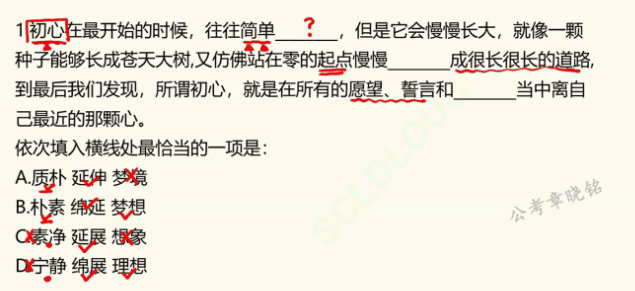 1.初心在最开始的时候，往往简单______？，但是它会慢慢长大，就像一颗
种子能够长成苍天大树,又仿佛站在零的起点慢慢______成很长很长的道路,
到最后我们发现，所谓初心，就是在所有的愿望、誓言和______当中离自
己最近的那颗心。
依次填入横线处最恰当的一项是：
A.质朴 延伸 梦境
B.朴素 绵延 梦想
C.素净 延展 想象
D.宁静 绵展 理想
公考章晓铭
SCLDLOU